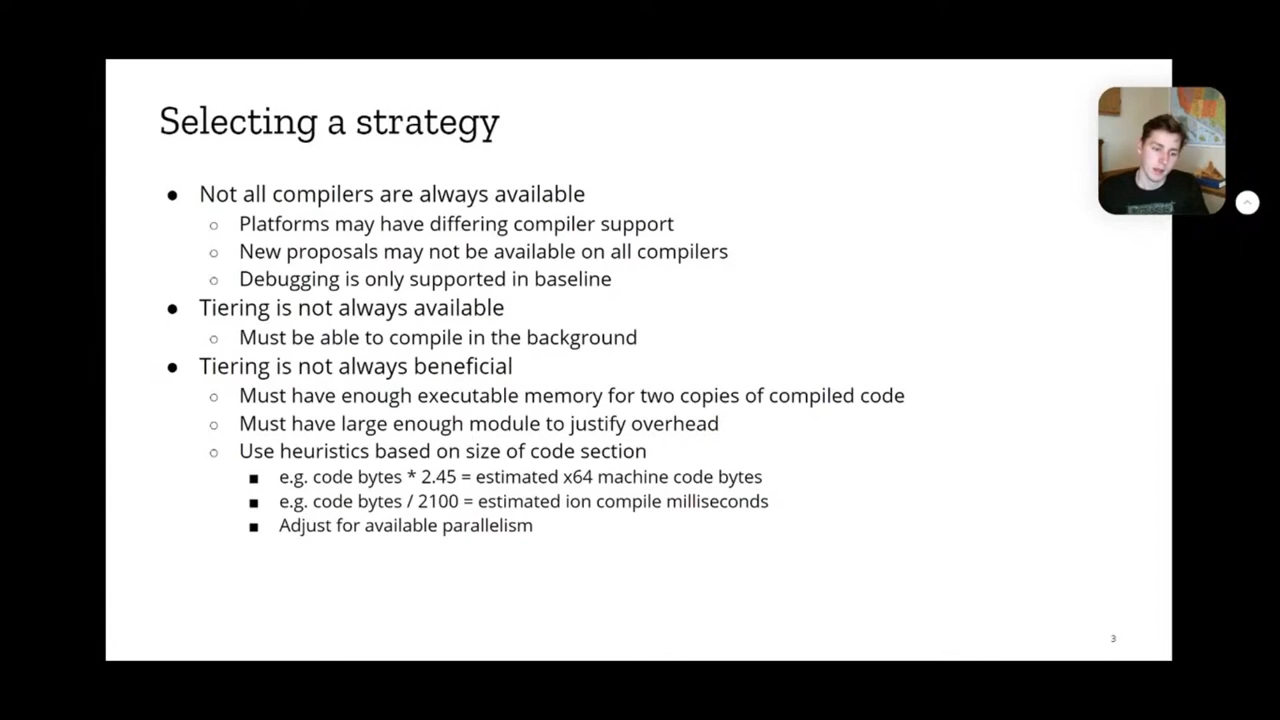 Selecting a strategy
● Not all compilers are always available
○ Platforms may have differing compiler support
○ New proposals may not be available on all compilers
○ Debugging is only supported in baseline
● Tiering is not always available
○ Must be able to compile in the background
● Tiering is not always beneficial
○ Must have enough executable memory for two copies of compiled code
○ Must have large enough module to justify overhead
○ Use heuristics based on size of code section
■ e.g. code bytes * 2.45 = estimated x64 machine code bytes
■ e.g. code bytes / 2100 = estimated ion compile milliseconds
■ Adjust for available parallelism
3